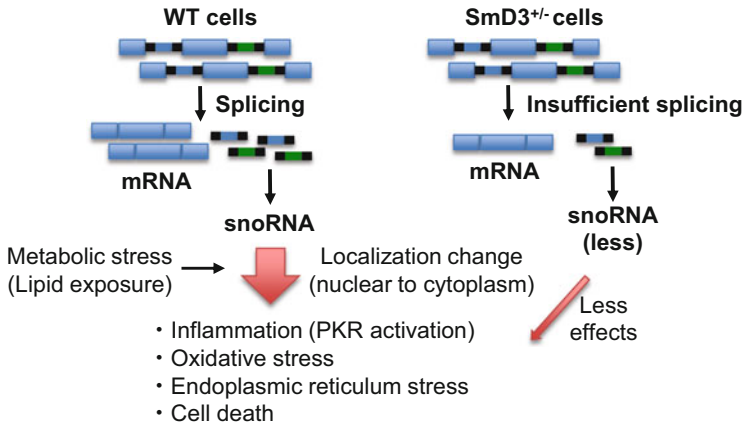 WT cells
SmD3+/- cells
Splicing
Insufficient splicing
mRNA
mRNA
snoRNA
snoRNA
(less)
Metabolic stress
(Lipid exposure)
Localization change
(nuclear to cytoplasm)
Less
effects
・Inflammation (PKR activation)
・Oxidative stress
・Endoplasmic reticulum stress
・Cell death